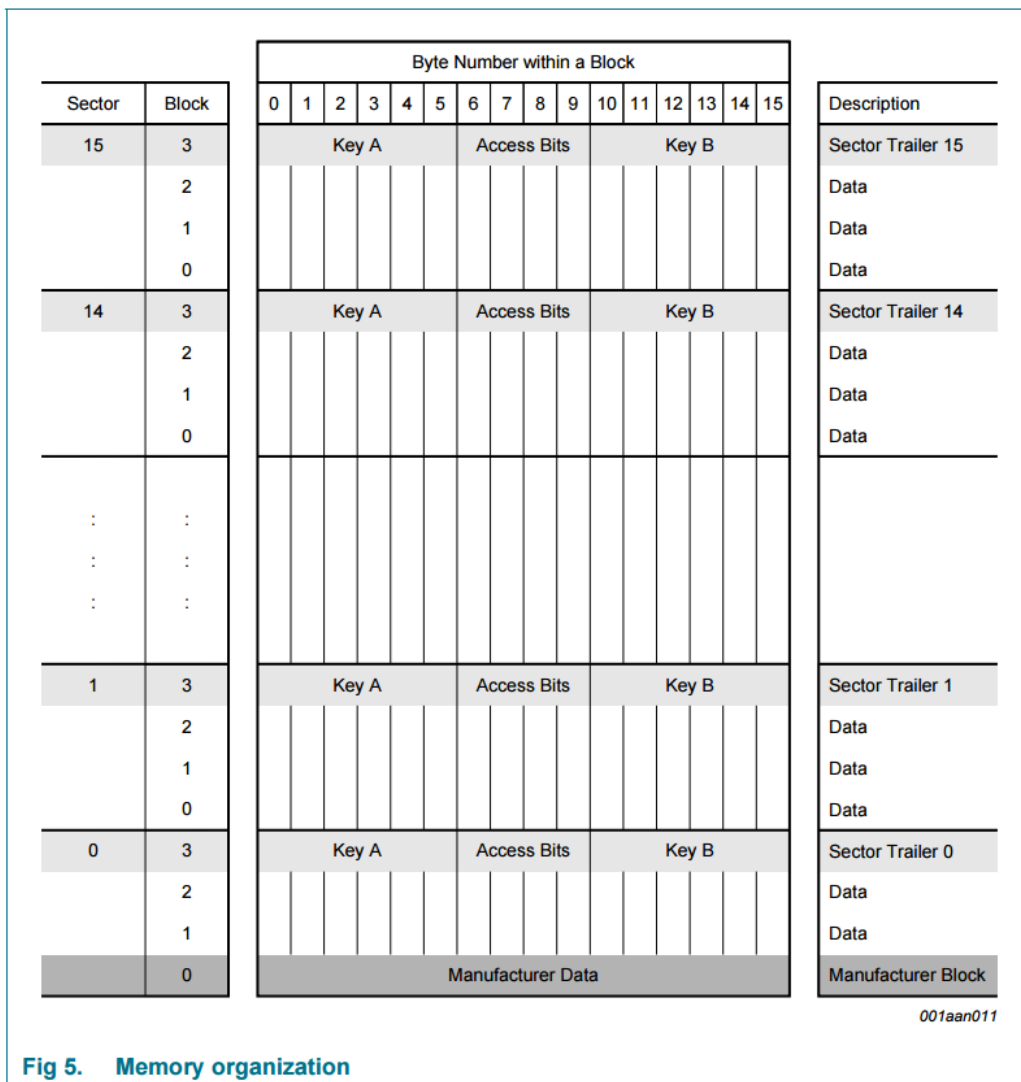 Byte Number within a Block
Sector Block 0 1 2 3 4 5 6 7 8 9 10 11 12 13 14 15 Description
15 3 Key A Access Bits Key B Sector Trailer 15
2 Data
1 Data
0 Data
14 3 Key A Access Bits Key B Sector Trailer 14
2 Data
1 Data
0 Data
: :
: :
: :
1 3 Key A Access Bits Key B Sector Trailer 1
2 Data
1 Data
0 Data
0 3 Key A Access Bits Key B Sector Trailer 0
2 Data
1 Data
0 Manufacturer Data Manufacturer Block
001aan011
Fig 5. Memory organization